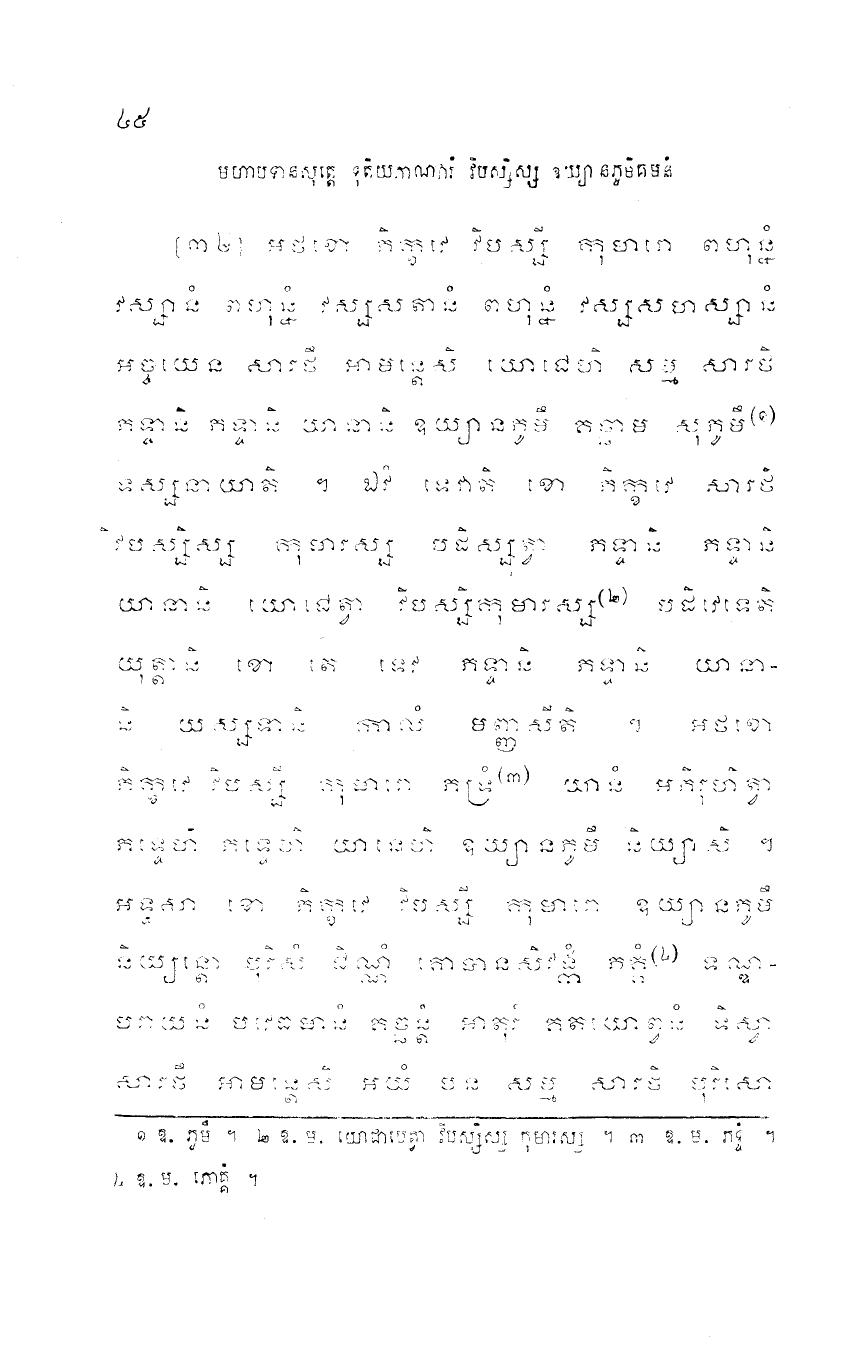 ៤៥
មហាបទានសុត្តេ ទុតិយភាណវារំ វិបស្សិស្ស ឧយ្យានភូមិគមនំ
[៣៤] អថខោ ភិក្ខវេ វិបស្សី កុមារោ ពហុន្នំ
វស្សានំ ពហុន្នំ វស្សសតានំ ពហុន្នំ វស្សសហស្សានំ
អច្ចយេន សារថឹ អាមន្តេសិ យោជេហិ សម្ម សារថិ
ភទ្ទានិ ភទ្ទានិ យានានិ ឧយ្យានភូមឹ គច្ឆាម សុភូមឹ(១)
ទស្សនាយាតិ ។ ឯវំ ទេវាតិ ខោ ភិក្ខវេ សារថិ
វិបស្សិស្ស កុមារស្ស បដិស្សុត្វា ភទ្ទានិ ភទ្ទានិ
យានានិ យោជេត្វា វិបស្សិកុមារស្ស(២) បដិវេទេតិ
យុត្តានិ ខោ តេ ទេវ ភទ្ទានិ ភទ្ទានិ យានា-
និ យស្សទានិ កាលំ មញ្ញសីតិ ។ អថខោ
ភិក្ខវេ វិបស្សី កុមារោ ភទ្រំ(៣) យានំ អភិរុហិត្វា
ភទ្ទេហិ ភទ្ទេហិ យានេហិ ឧយ្យានភូមឹ និយ្យាសិ ។
អទ្ទសា ខោ ភិក្ខវេ វិបស្សី កុមារោ ឧយ្យានភូមឹ
និយ្យន្តោ បុរិសំ ជិណ្ណំ គោបានសិវង្កំ ភគ្គំ(៤) ទណ្ឌ-
បរាយនំ បវេធមានំ គច្ឆន្តំ អាតុរំ គតយោព្វនំ ទិស្វា
សារថឹ អាមន្តេសិ អយំ បន សម្ម សារថិ បុរិសោ
១ ឱ. ភូមឹ ។ ២ ឱ. ម. យោជាបេត្វា វិបស្សិស្ស កុមារស្ស ។ ៣ ឱ. ម. ភទ្ទំ ។
៤ ឱ. ម. ភោគ្គំ ។